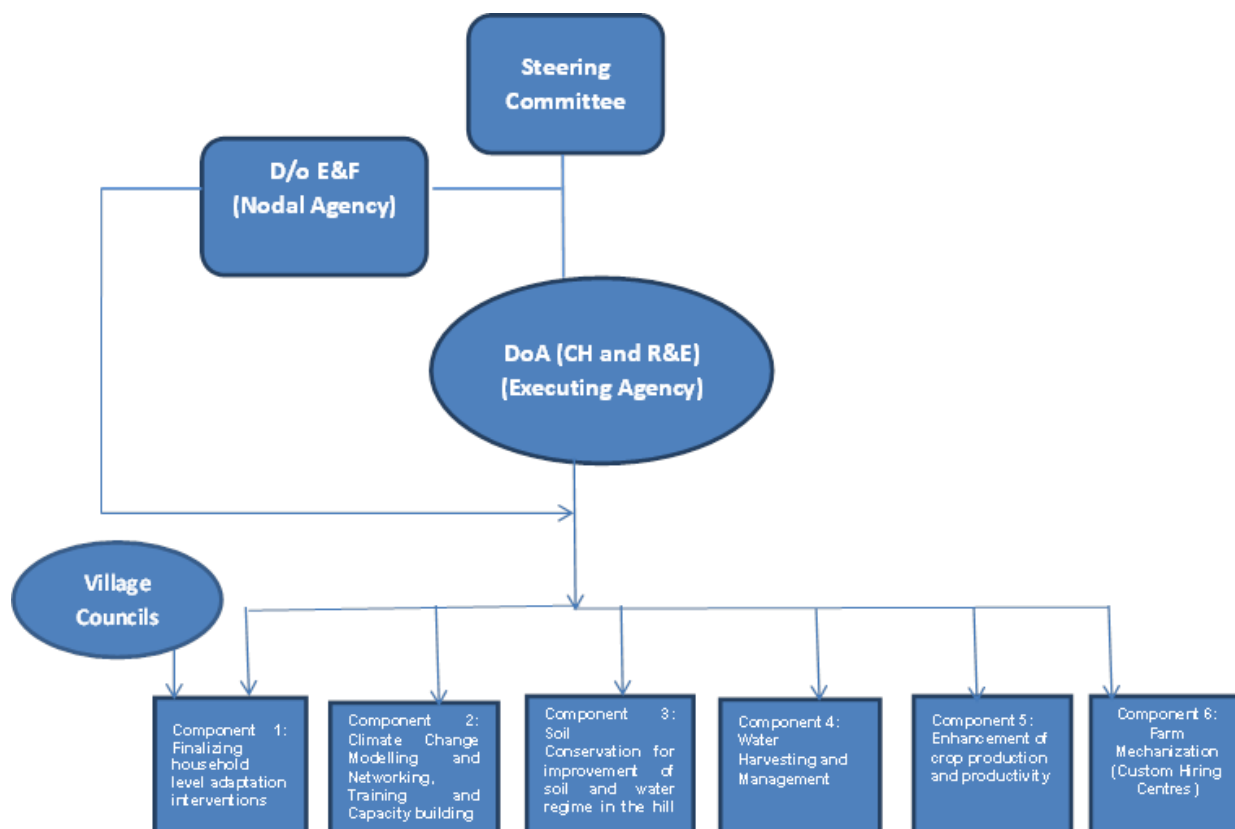 Steering
Committee
D/o E&F
(Nodal Agency)
DoA (CH and R&E)
(Executing Agency)
Village
Councils
Component 1:
Finalizing
household
level adaptation
interventions
Component 2:
Climate Change
Modelling and
Networking,
Training and
Capacity building
Component 3:
Soil
Conservation for
improvement of
soil and water
regime in the hill
Component 4:
Water
Harvesting and
Management
Component 5:
Enhancement of
crop production
and productivity
Component 6:
Farm
Mechanization
(Custom Hiring
Centres)